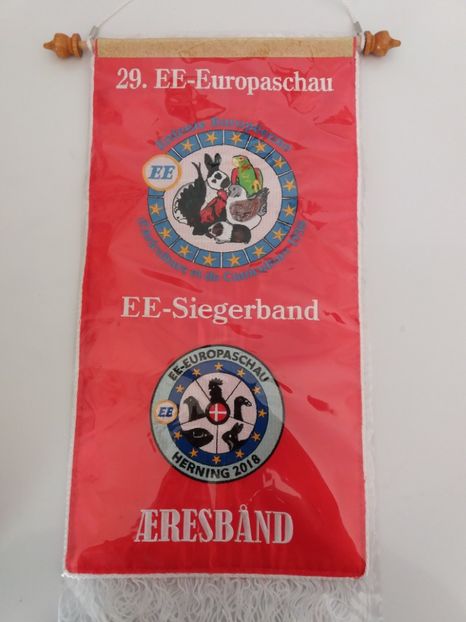 29. EE-Europaschau
EE
EE-Siegerband
EE-EUROPASCHAU
EE
HERNING 2018
ÆRESBÅND